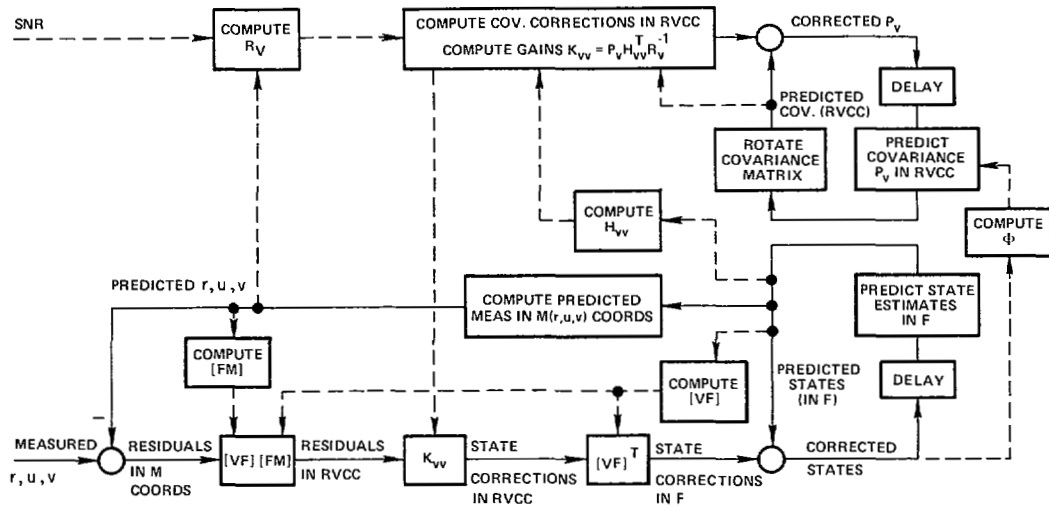 SNR
COMPUTE
R_V
COMPUTE COV. CORRECTIONS IN RVCC
COMPUTE GAINS K_vv = P_v H_vv^T R_v^-1
CORRECTED P_v
DELAY
PREDICTED
COV. (RVCC)
ROTATE
COVARIANCE
MATRIX
PREDICT
COVARIANCE
P_v IN RVCC
COMPUTE
H_vv
COMPUTE
Φ
PREDICTED r, u, v
COMPUTE PREDICTED
MEAS IN M(r,u,v) COORDS
PREDICT STATE
ESTIMATES
IN F
COMPUTE
[FM]
COMPUTE
[VF]
PREDICTED
STATES
(IN F)
DELAY
–
MEASURED
r, u, v
RESIDUALS
IN M
COORDS
[VF] [FM]
RESIDUALS
IN RVCC
K_vv
STATE
CORRECTIONS
IN RVCC
[VF]^T
STATE
CORRECTIONS
IN F
CORRECTED
STATES